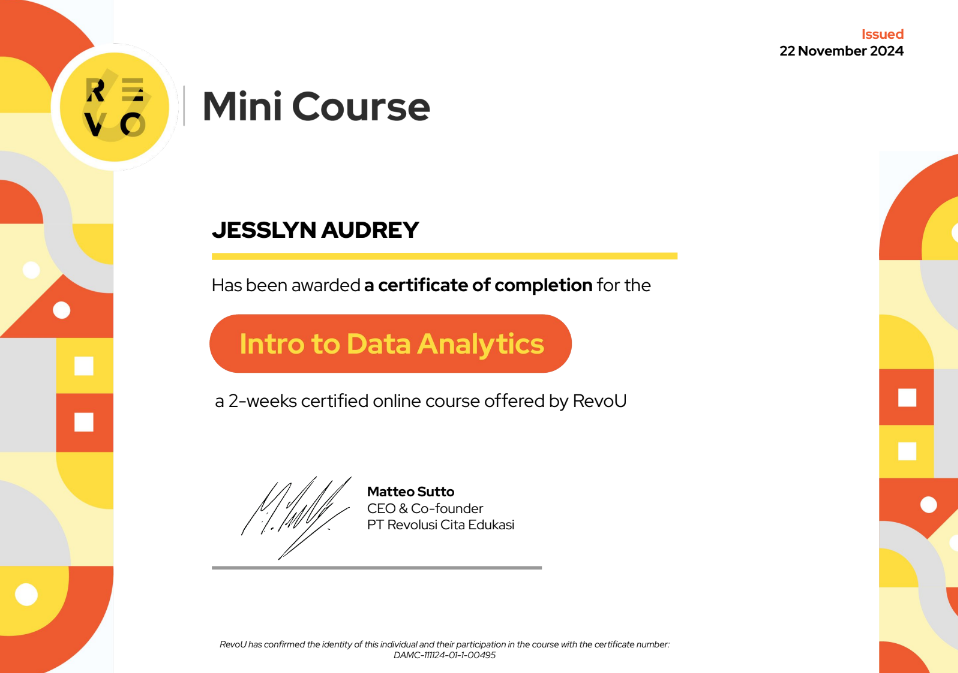 Issued
22 November 2024
RE
VO
Mini Course
JESSLYN AUDREY
Has been awarded a certificate of completion for the
Intro to Data Analytics
a 2-weeks certified online course offered by RevoU
Matteo Sutto
CEO & Co-founder
PT Revolusi Cita Edukasi
RevoU has confirmed the identity of this individual and their participation in the course with the certificate number:
DAMC-111124-01-1-00495